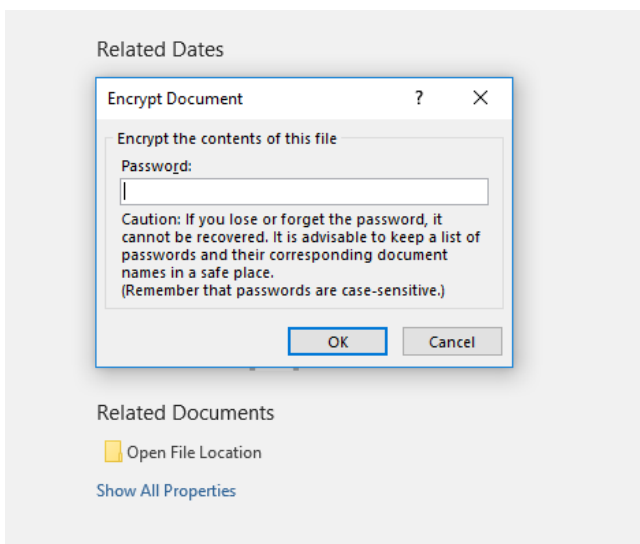 Related Dates
Encrypt Document ? ×
Encrypt the contents of this file
Password:
Caution: If you lose or forget the password, it
cannot be recovered. It is advisable to keep a list of
passwords and their corresponding document
names in a safe place.
(Remember that passwords are case-sensitive.)
OK Cancel
Related Documents
Open File Location
Show All Properties